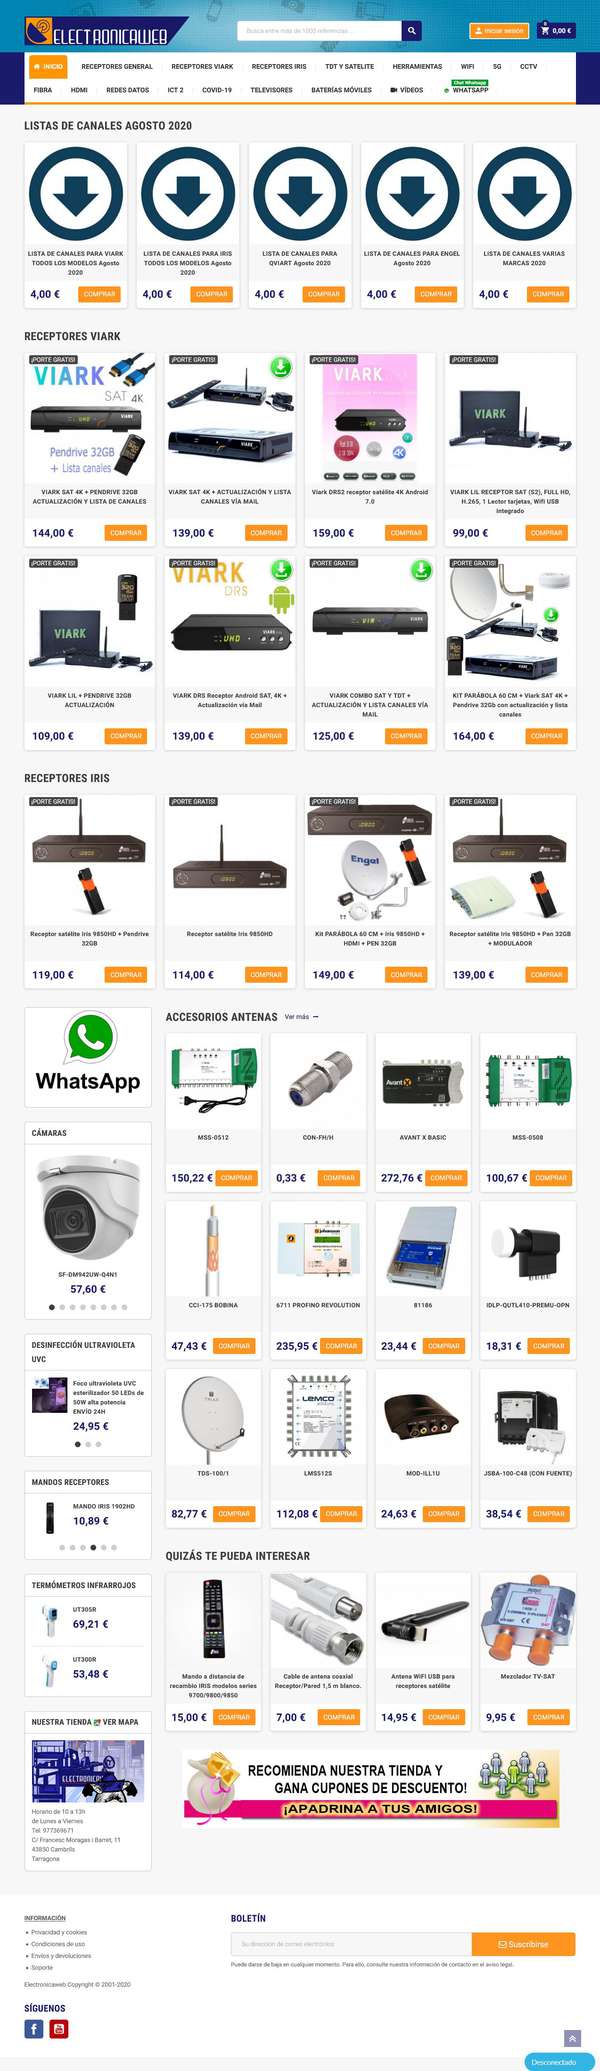 ELECTRONICAWEB
Busca entre más de 1000 referencias ...
Iniciar sesión
0
0,00 €
INICIO
RECEPTORES GENERAL
RECEPTORES VIARK
RECEPTORES IRIS
TDT Y SATELITE
HERRAMIENTAS
WIFI
5G
CCTV
FIBRA
HDMI
REDES DATOS
ICT 2
COVID-19
TELEVISORES
BATERÍAS MÓVILES
VÍDEOS
Chat Whatsapp
WHATSAPP
LISTAS DE CANALES AGOSTO 2020
LISTA DE CANALES PARA VIARK
TODOS LOS MODELOS Agosto
2020
4,00 €
COMPRAR
LISTA DE CANALES PARA IRIS
TODOS LOS MODELOS Agosto
2020
4,00 €
COMPRAR
LISTA DE CANALES PARA
QVIART Agosto 2020
4,00 €
COMPRAR
LISTA DE CANALES PARA ENGEL
Agosto 2020
4,00 €
COMPRAR
LISTA DE CANALES VARIAS
MARCAS 2020
4,00 €
COMPRAR
RECEPTORES VIARK
¡PORTE GRATIS!
VIARK
SAT 4K
Pendrive 32GB
+ Lista canales
VIARK SAT 4K + PENDRIVE 32GB
ACTUALIZACIÓN Y LISTA DE CANALES
144,00 €
COMPRAR
¡PORTE GRATIS!
VIARK SAT 4K + ACTUALIZACIÓN Y LISTA
CANALES VÍA MAIL
139,00 €
COMPRAR
¡PORTE GRATIS!
VIARK
Viark DRS2 receptor satélite 4K Android
7.0
159,00 €
COMPRAR
¡PORTE GRATIS!
VIARK
VIARK LIL RECEPTOR SAT (S2), FULL HD,
H.265, 1 Lector tarjetas, Wifi USB
integrado
99,00 €
COMPRAR
¡PORTE GRATIS!
VIARK
VIARK LIL + PENDRIVE 32GB
ACTUALIZACIÓN
109,00 €
COMPRAR
¡PORTE GRATIS!
VIARK
DRS
VIARK DRS Receptor Android SAT, 4K +
Actualización via Mail
139,00 €
COMPRAR
¡PORTE GRATIS!
VIARK COMBO SAT Y TDT +
ACTUALIZACIÓN Y LISTA CANALES VÍA
MAIL
125,00 €
COMPRAR
¡PORTE GRATIS!
KIT PARÁBOLA 60 CM + Viark SAT 4K +
Pendrive 32Gb con actualización y lista
canales
164,00 €
COMPRAR
RECEPTORES IRIS
¡PORTE GRATIS!
Receptor satélite iris 9850HD + Pendrive
32GB
119,00 €
COMPRAR
¡PORTE GRATIS!
Receptor satélite Iris 9850HD
114,00 €
COMPRAR
¡PORTE GRATIS!
Engel
Kit PARÁBOLA 60 CM + iris 9850HD +
HDMI + PEN 32GB
149,00 €
COMPRAR
¡PORTE GRATIS!
Receptor satélite Iris 9850HD + Pen 32GB
+ MODULADOR
139,00 €
COMPRAR
WhatsApp
CÁMARAS
SF-DM942UW-Q4N1
57,60 €
DESINFECCIÓN ULTRAVIOLETA
UVC
Foco ultravioleta UVC
esterilizador 50 LEDs de
50W alta potencia
ENVÍO 24H
24,95 €
MANDOS RECEPTORES
MANDO IRIS 1902HD
10,89 €
TERMÓMETROS INFRARROJOS
UT305R
69,21 €
UT300R
53,48 €
NUESTRA TIENDA VER MAPA
Horario de 10 a 13h
de Lunes a Viernes
Tel: 977369671
C/ Francesc Moragas i Barret, 11
43850 Cambrils
Tarragona
ACCESORIOS ANTENAS
Ver más
MSS-0512
150,22 €
COMPRAR
CON-FH/H
0,33 €
COMPRAR
Avant X
AVANT X BASIC
272,76 €
COMPRAR
MSS-0508
100,67 €
COMPRAR
CCI-175 BOBINA
47,43 €
COMPRAR
6711 PROFINO REVOLUTION
235,95 €
COMPRAR
81186
23,44 €
COMPRAR
IDLP-QUTL410-PREMU-OPN
18,31 €
COMPRAR
TRIAX
TDS-100/1
82,77 €
COMPRAR
LEMCO
LMS512S
112,08 €
COMPRAR
MOD-ILL1U
24,63 €
COMPRAR
JSBA-100-C48 (CON FUENTE)
38,54 €
COMPRAR
QUIZÁS TE PUEDA INTERESAR
Mando a distancia de
recambio IRIS modelos series
9700/9800/9850
15,00 €
COMPRAR
Cable de antena coaxial
Receptor/Pared 1,5 m blanco.
7,00 €
COMPRAR
Antena WiFI USB para
receptores satélite
14,95 €
COMPRAR
Mezclador TV-SAT
9,95 €
COMPRAR
RECOMIENDA NUESTRA TIENDA Y
GANA CUPONES DE DESCUENTO!
¡APADRINA A TUS AMIGOS!
INFORMACIÓN
Privacidad y cookies
Condiciones de uso
Envíos y devoluciones
Soporte
Electronicaweb Copyright © 2001-2020
BOLETÍN
Su dirección de correo electrónico
Suscribirse
Puede darse de baja en cualquier momento. Para ello, consulte nuestra información de contacto en el aviso legal.
SÍGUENOS
Desconectado